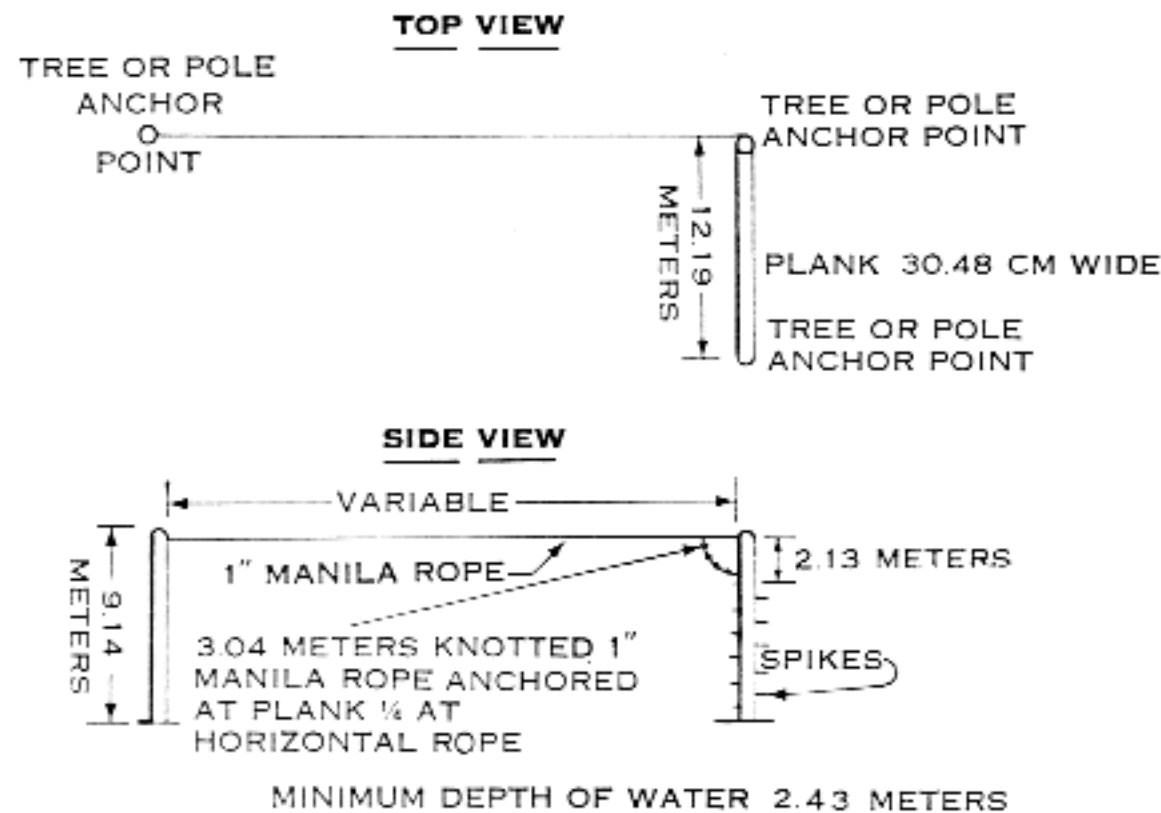 TOP VIEW
TREE OR POLE
ANCHOR
POINT
TREE OR POLE
ANCHOR POINT
12.19
METERS
PLANK 30.48 CM WIDE
TREE OR POLE
ANCHOR POINT
SIDE VIEW
VARIABLE
9.14
METERS
1" MANILA ROPE
2.13 METERS
3.04 METERS KNOTTED 1"
MANILA ROPE ANCHORED
AT PLANK ¼ AT
HORIZONTAL ROPE
SPIKES
MINIMUM DEPTH OF WATER 2.43 METERS